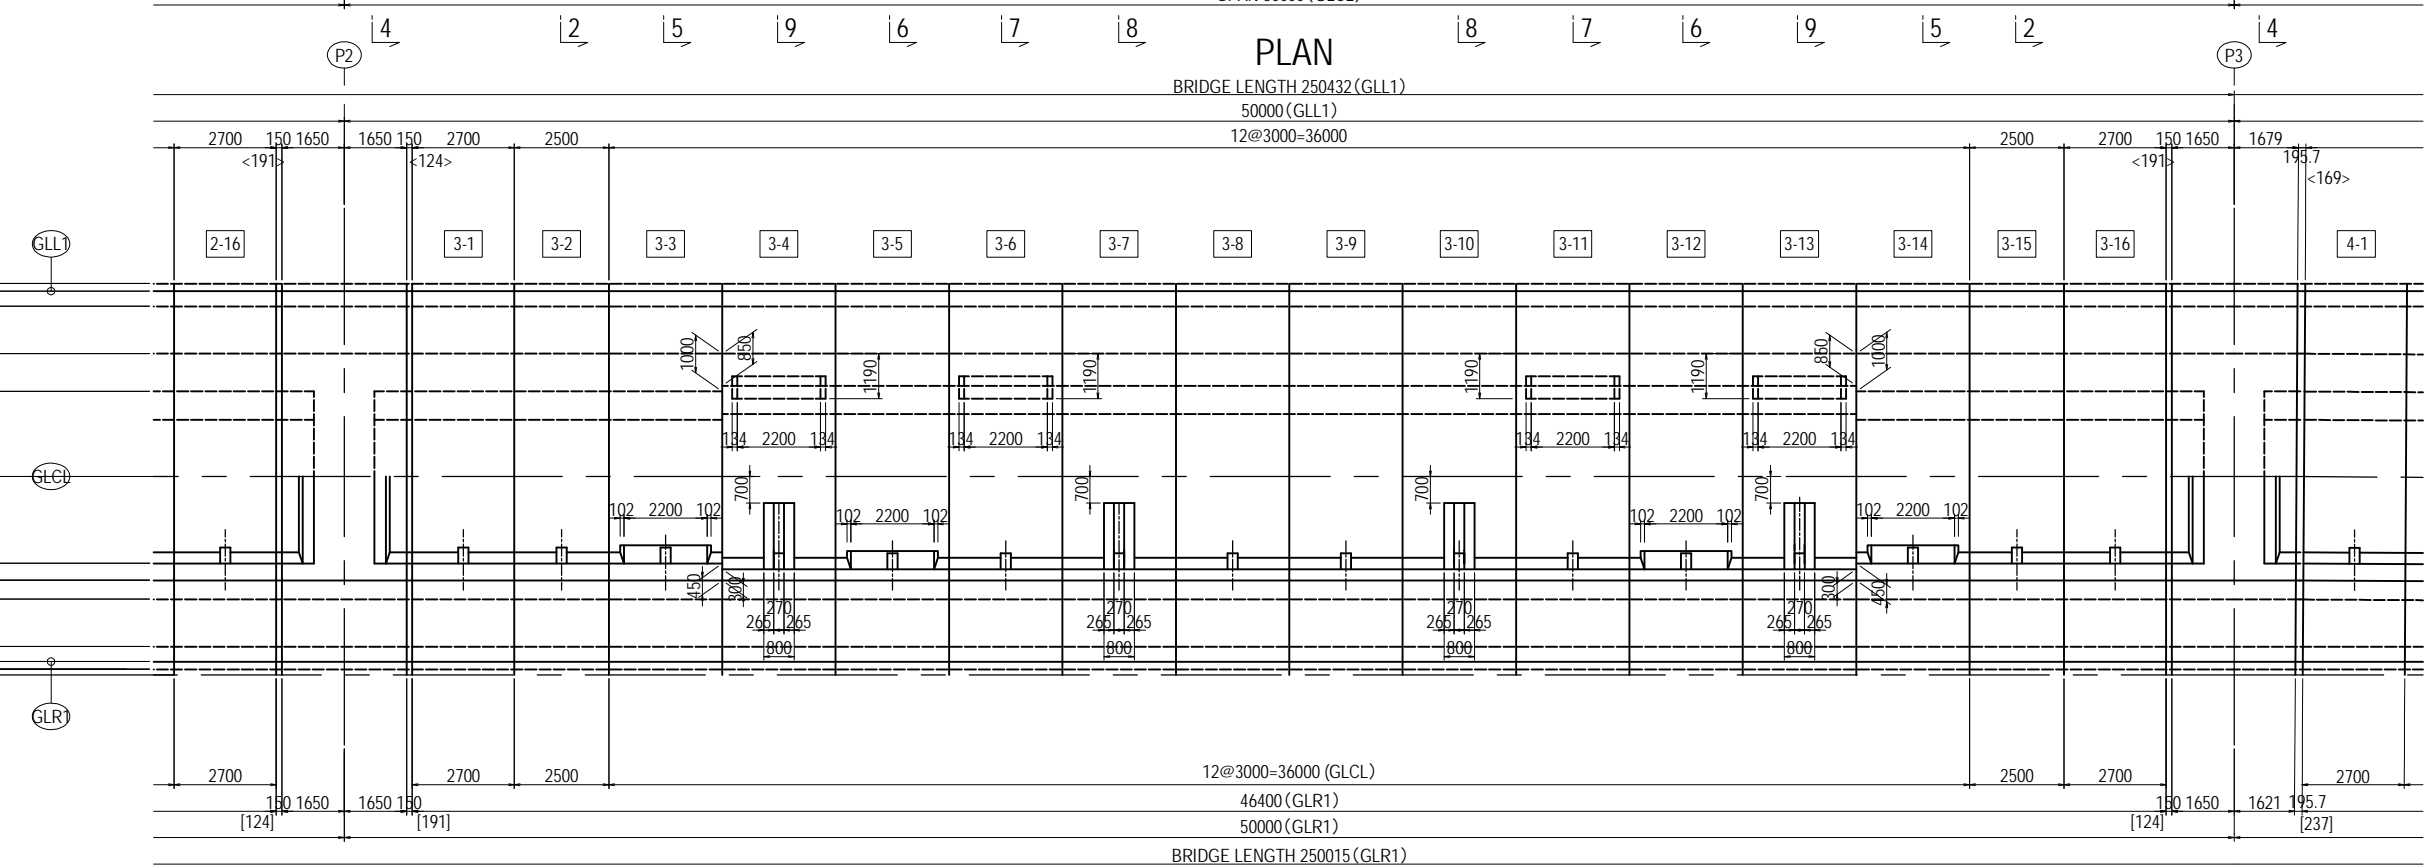 4 2 5 9 6 7 8 8 7 6 9 5 2 4
P2 PLAN P3
BRIDGE LENGTH 250432(GLL1)
50000(GLL1)
2700 150 1650 1650 150 2700 2500 12@3000=36000 2500 2700 150 1650 1679
<191> <124> <191> 195.7
<169>
GLL1 2-16 3-1 3-2 3-3 3-4 3-5 3-6 3-7 3-8 3-9 3-10 3-11 3-12 3-13 3-14 3-15 3-16 4-1
1000 850 1190 1190 1190 1190 850 1000
134 2200 134 134 2200 134 134 2200 134 134 2200 134
GLCL
700 700 700 700
102 2200 102 102 2200 102 102 2200 102 102 2200 102
450 300 300 450
270 270 270 270
265 265 265 265 265 265 265 265
800 800 800 800
GLR1
2700 2700 2500 12@3000=36000 (GLCL) 2500 2700 2700
150 1650 1650 150 46400(GLR1) 150 1650 1621 195.7
[124] [191] 50000(GLR1) [124] [237]
BRIDGE LENGTH 250015(GLR1)